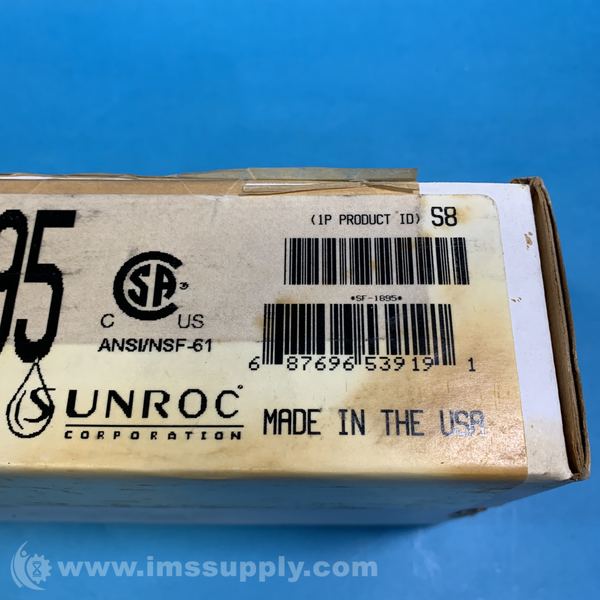 (1P PRODUCT ID) S8
95
*SF-1895*
CSA ®
C US
ANSI/NSF-61
6 87696 53919 1
SUNROC
CORPORATION
MADE IN THE USA
www.imssupply.com